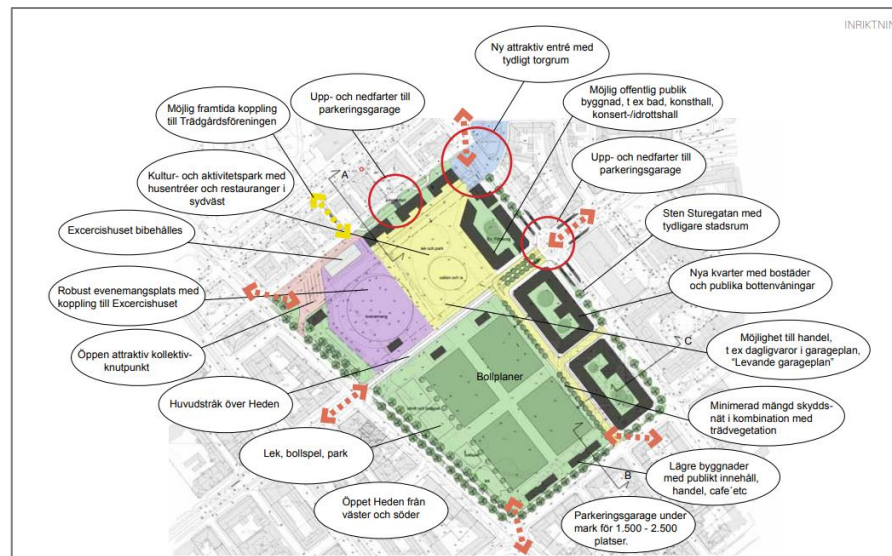 INRIKTNIN
Ny attraktiv entré med
tydligt torgrum
Möjlig offentlig publik
byggnad, t ex bad, konsthall,
konsert-/idrottshall
Upp- och nedfarter till
parkeringsgarage
Möjlig framtida koppling
till Trädgårdsföreningen
Upp- och nedfarter till
parkeringsgarage
Kultur- och aktivitetspark med
husentréer och restauranger i
sydväst
Sten Sturegatan med
tydligare stadsrum
Excercishuset bibehålles
Nya kvarter med bostäder
och publika bottenvåningar
Robust evenemangsplats med
koppling till Excercishuset
Möjlighet till handel,
t ex dagligvaror i garageplan,
"Levande garageplan"
Öppen attraktiv kollektiv-
knutpunkt
Huvudstråk över Heden
Minimerad mängd skydds-
nät i kombination med
trädvegetation
Lek, bollspel, park
Lägre byggnader
med publikt innehåll,
handel, cafe´etc
Öppet Heden från
väster och söder
Parkeringsgarage under
mark för 1.500 - 2.500
platser.
A
lek och park
C
Bollplaner
B